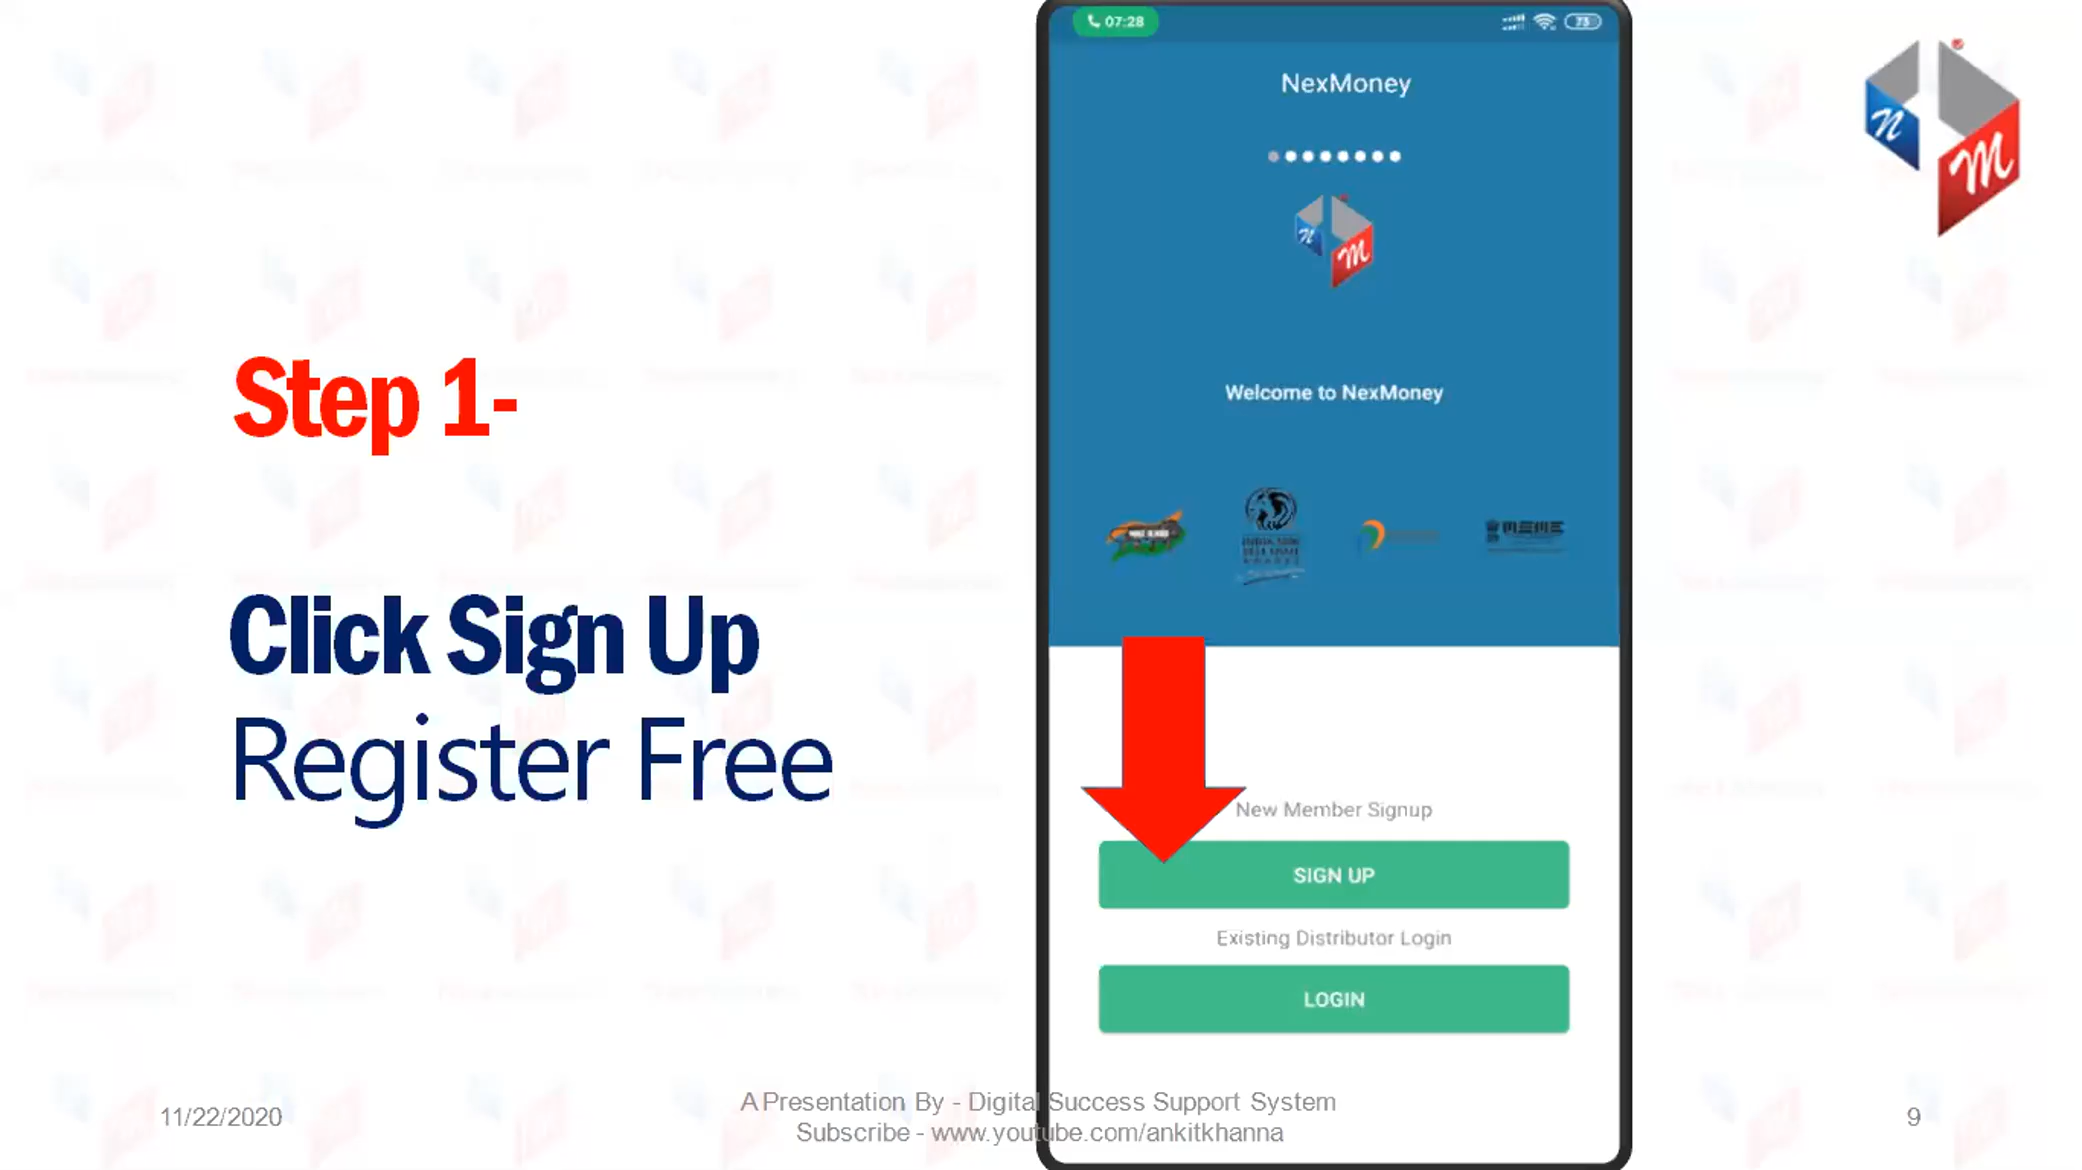 07:28
73
NexMoney
n
M
n
M
Welcome to NexMoney
Step 1-
Click Sign Up
Register Free
New Member Signup
SIGN UP
Existing Distributor Login
LOGIN
11/22/2020
A Presentation By - Digital Success Support System
Subscribe - www.youtube.com/ankitkhanna
9